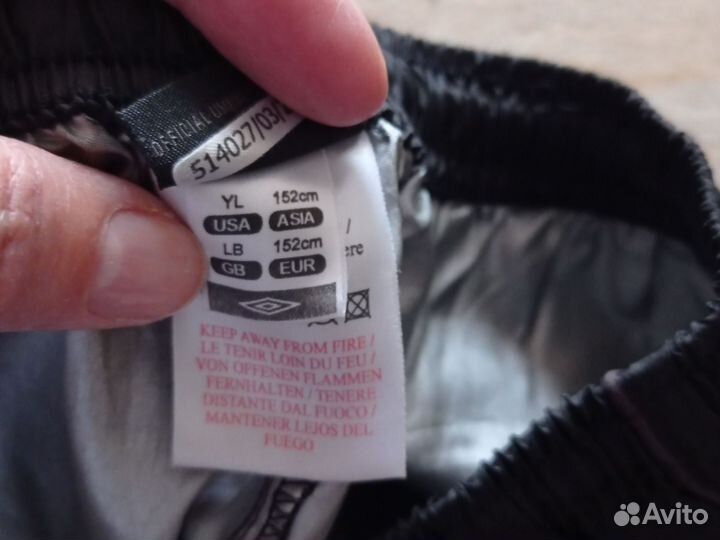 OFFICIAL
514027/03/
YL 152cm
USA ASIA
LB 152cm
GB EUR
/
ere
KEEP AWAY FROM FIRE /
LE TENIR LOIN DU FEU /
VON OFFENEN FLAMMEN
FERNHALTEN / TENERE
DISTANTE DAL FUOCO /
MANTENER LEJOS DEL
FUEGO
Avito